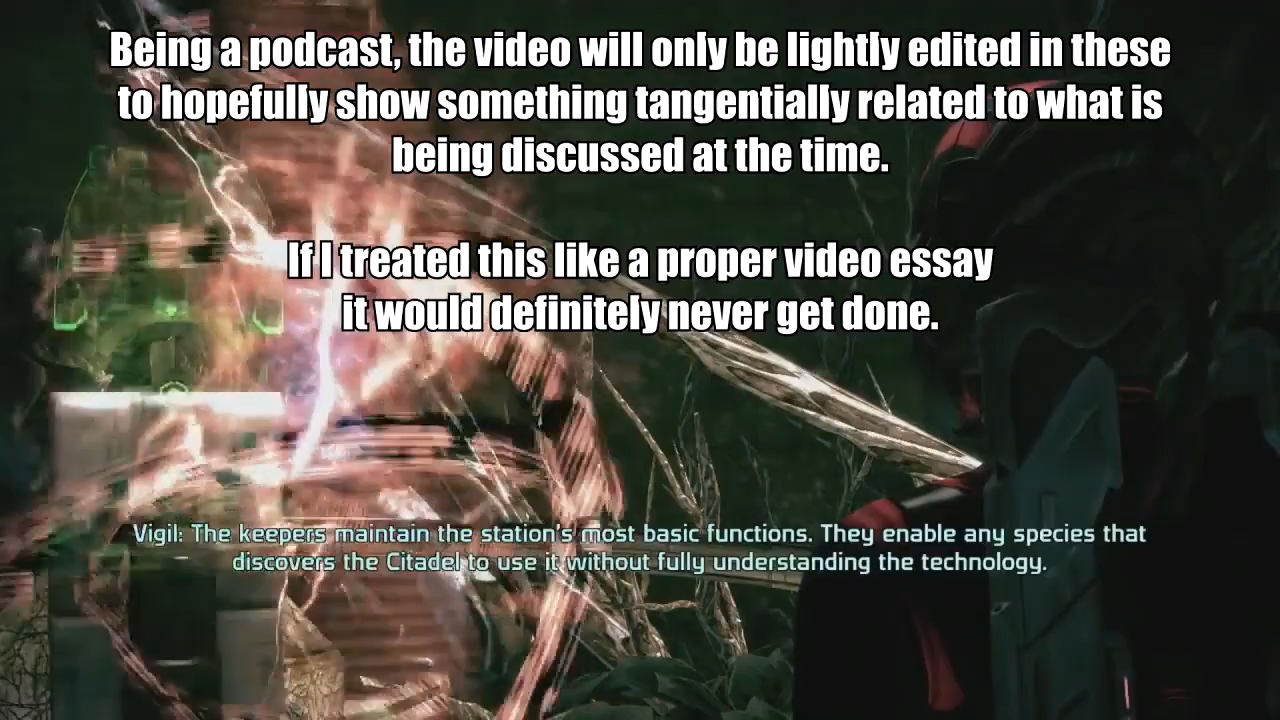 Being a podcast, the video will only be lightly edited in these
to hopefully show something tangentially related to what is
being discussed at the time.
If I treated this like a proper video essay
it would definitely never get done.
Vigil: The keepers maintain the station's most basic functions. They enable any species that
discovers the Citadel to use it without fully understanding the technology.